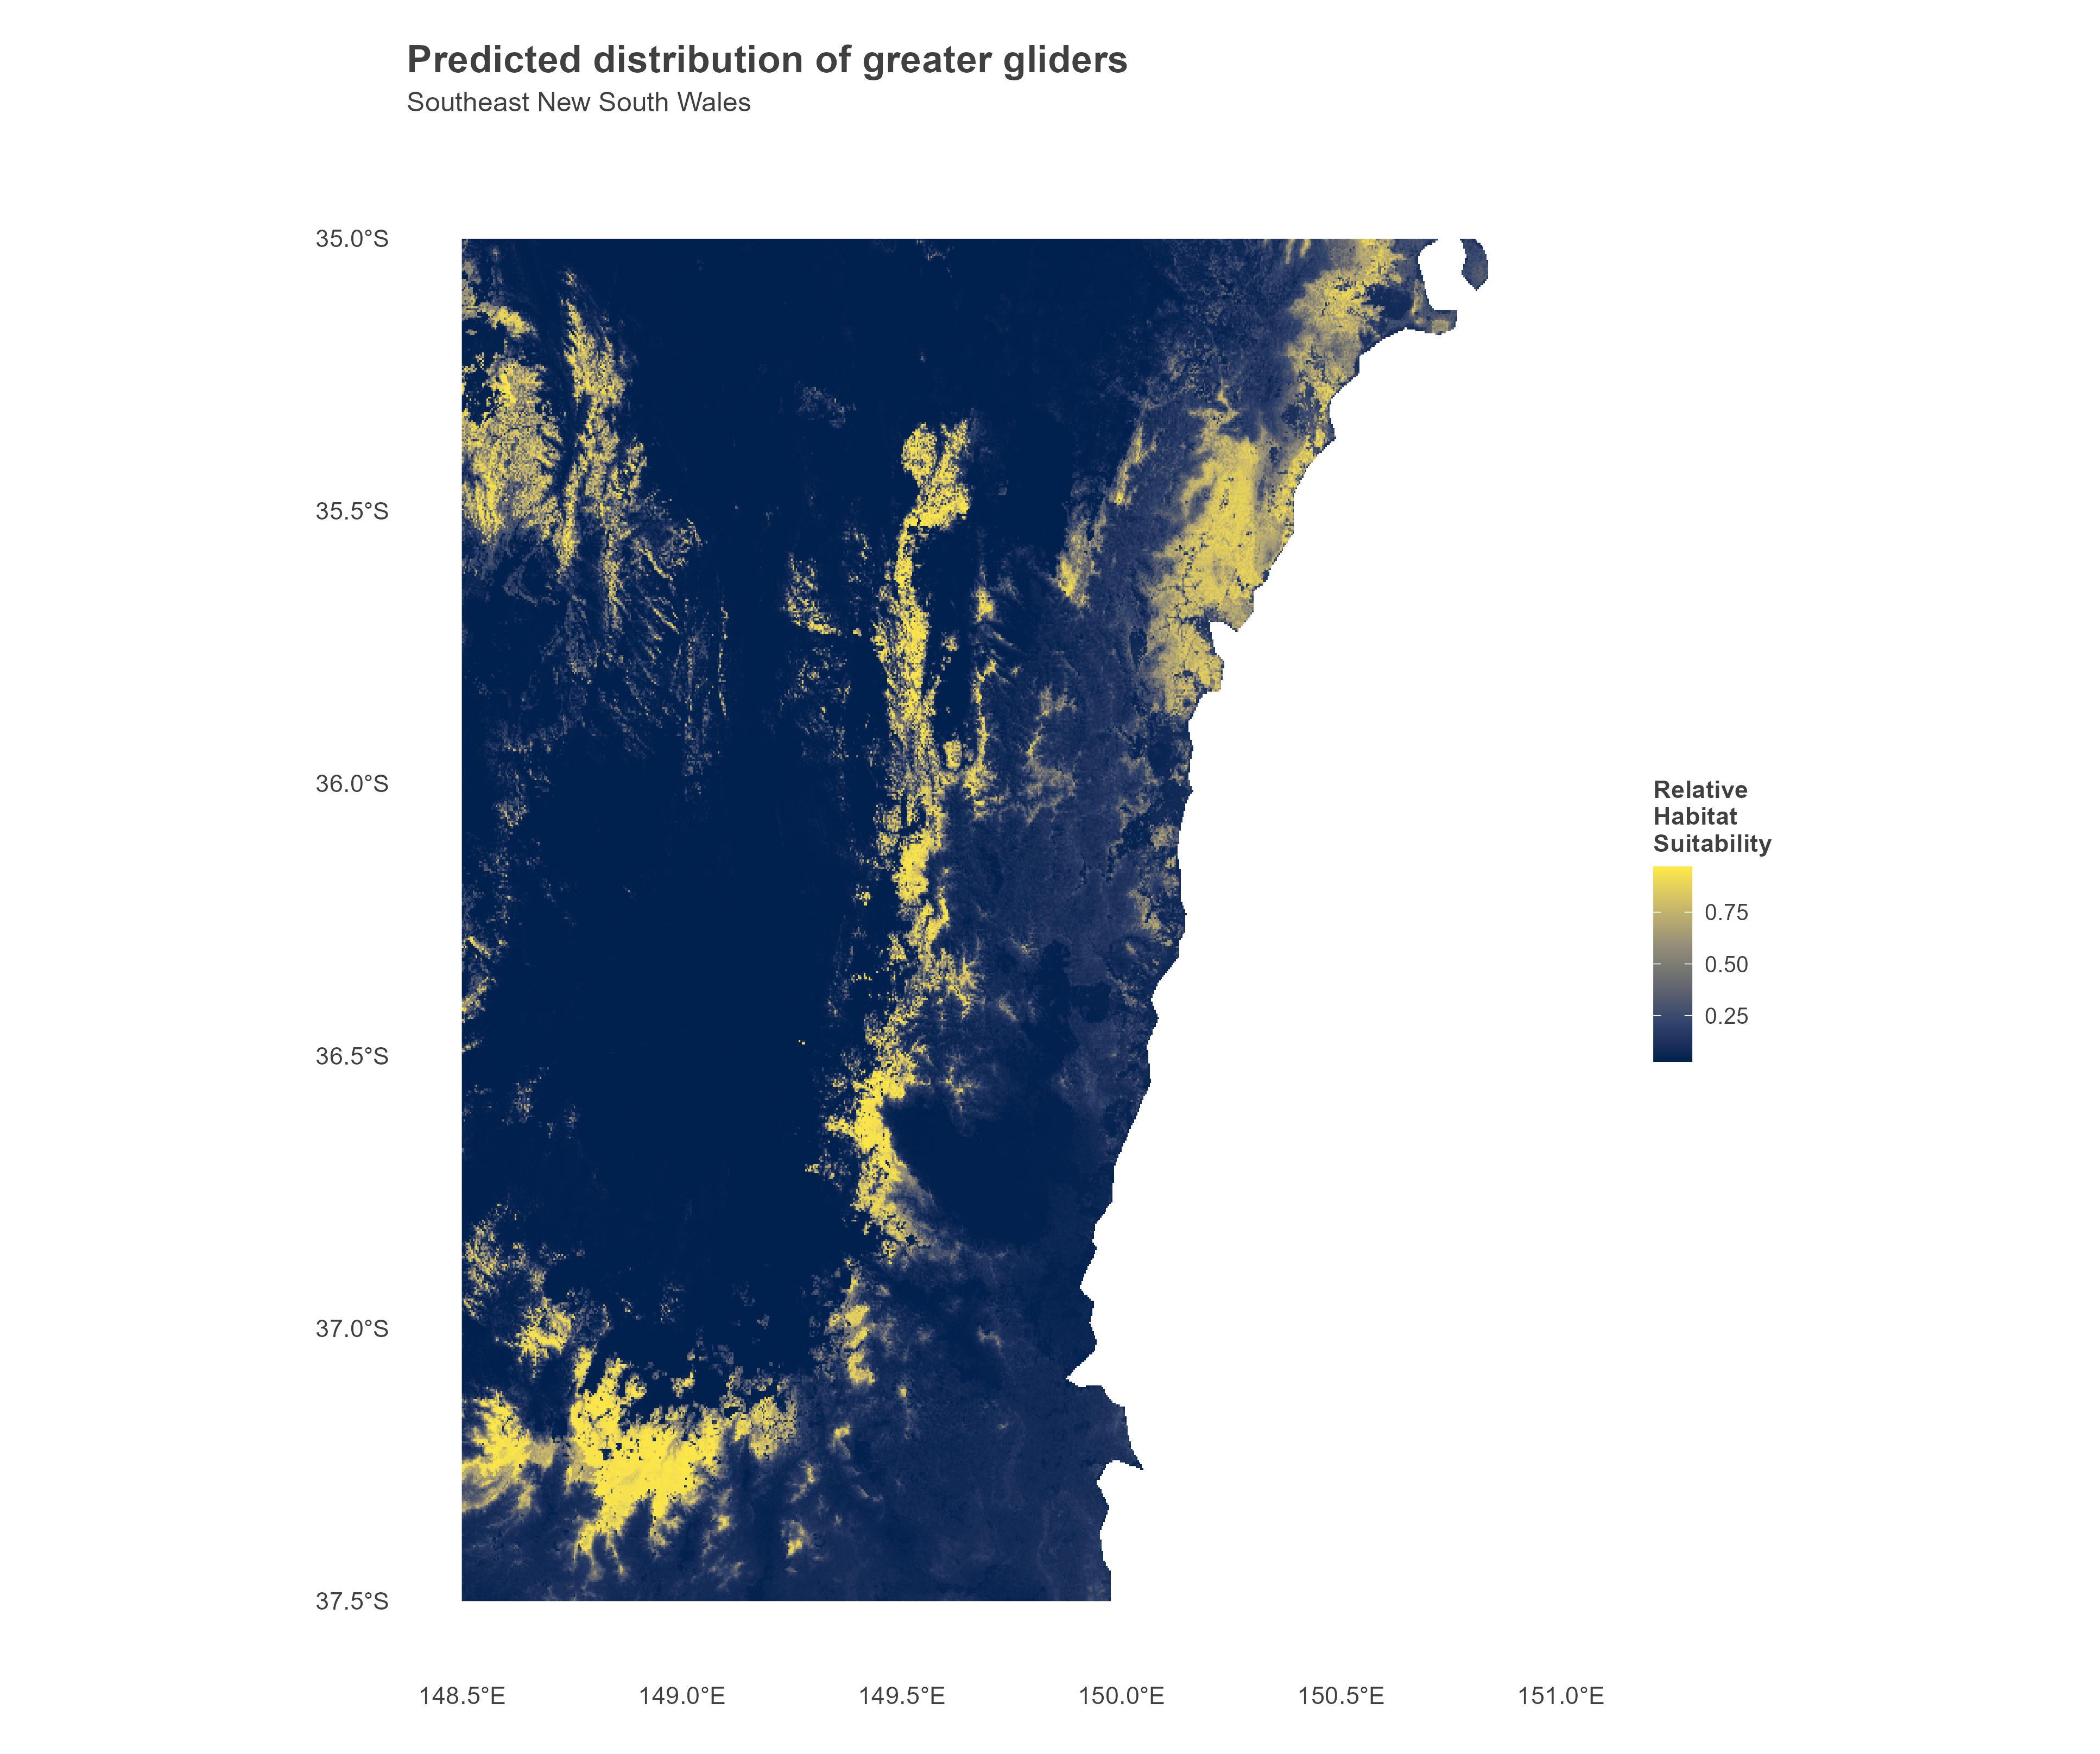 Predicted distribution of greater gliders
Southeast New South Wales
35.0°S
35.5°S
36.0°S
36.5°S
37.0°S
37.5°S
148.5°E
149.0°E
149.5°E
150.0°E
150.5°E
151.0°E
Relative
Habitat
Suitability
0.75
0.50
0.25